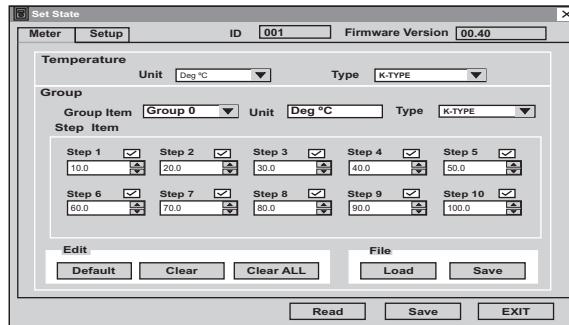 Set State
Meter Setup ID 001 Firmware Version 00.40
Temperature
Unit Deg ºC Type K-TYPE
Group
Group Item Group 0 Unit Deg ºC Type K-TYPE
Step Item
Step 1 Step 2 Step 3 Step 4 Step 5
10.0 20.0 30.0 40.0 50.0
Step 6 Step 7 Step 8 Step 9 Step 10
60.0 70.0 80.0 90.0 100.0
Edit File
Default Clear Clear ALL Load Save
Read Save EXIT